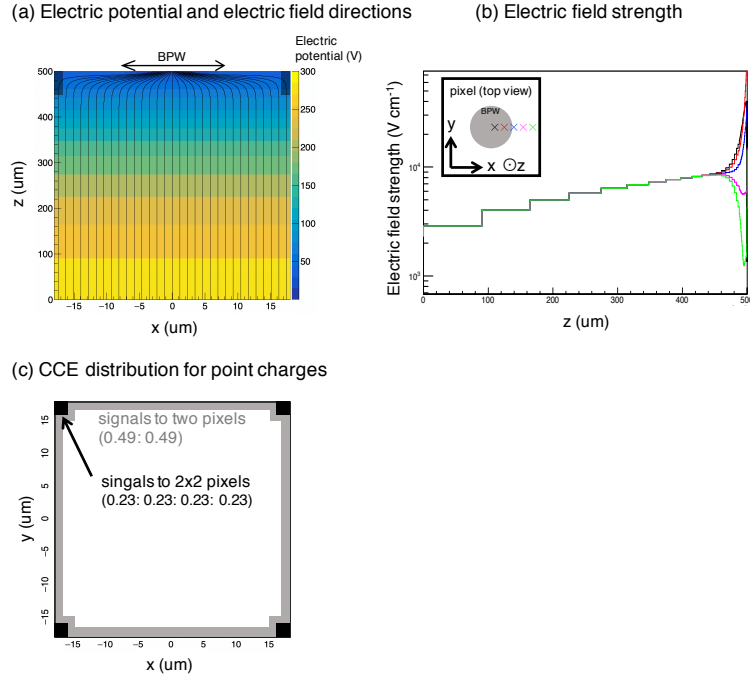 (a) Electric potential and electric field directions
BPW
Electric
potential (V)
z (um)
500
400
300
200
100
0
−15 −10 −5 0 5 10 15
x (um)
300
250
200
150
100
50
0
(b) Electric field strength
Electric field strength (V cm⁻¹)
10⁴
10³
pixel (top view)
BPW
y
x ⊙z
0 100 200 300 400 500
z (um)
(c) CCE distribution for point charges
y (um)
15
10
5
0
−5
−10
−15
signals to two pixels
(0.49: 0.49)
singals to 2x2 pixels
(0.23: 0.23: 0.23: 0.23)
−15 −10 −5 0 5 10 15
x (um)